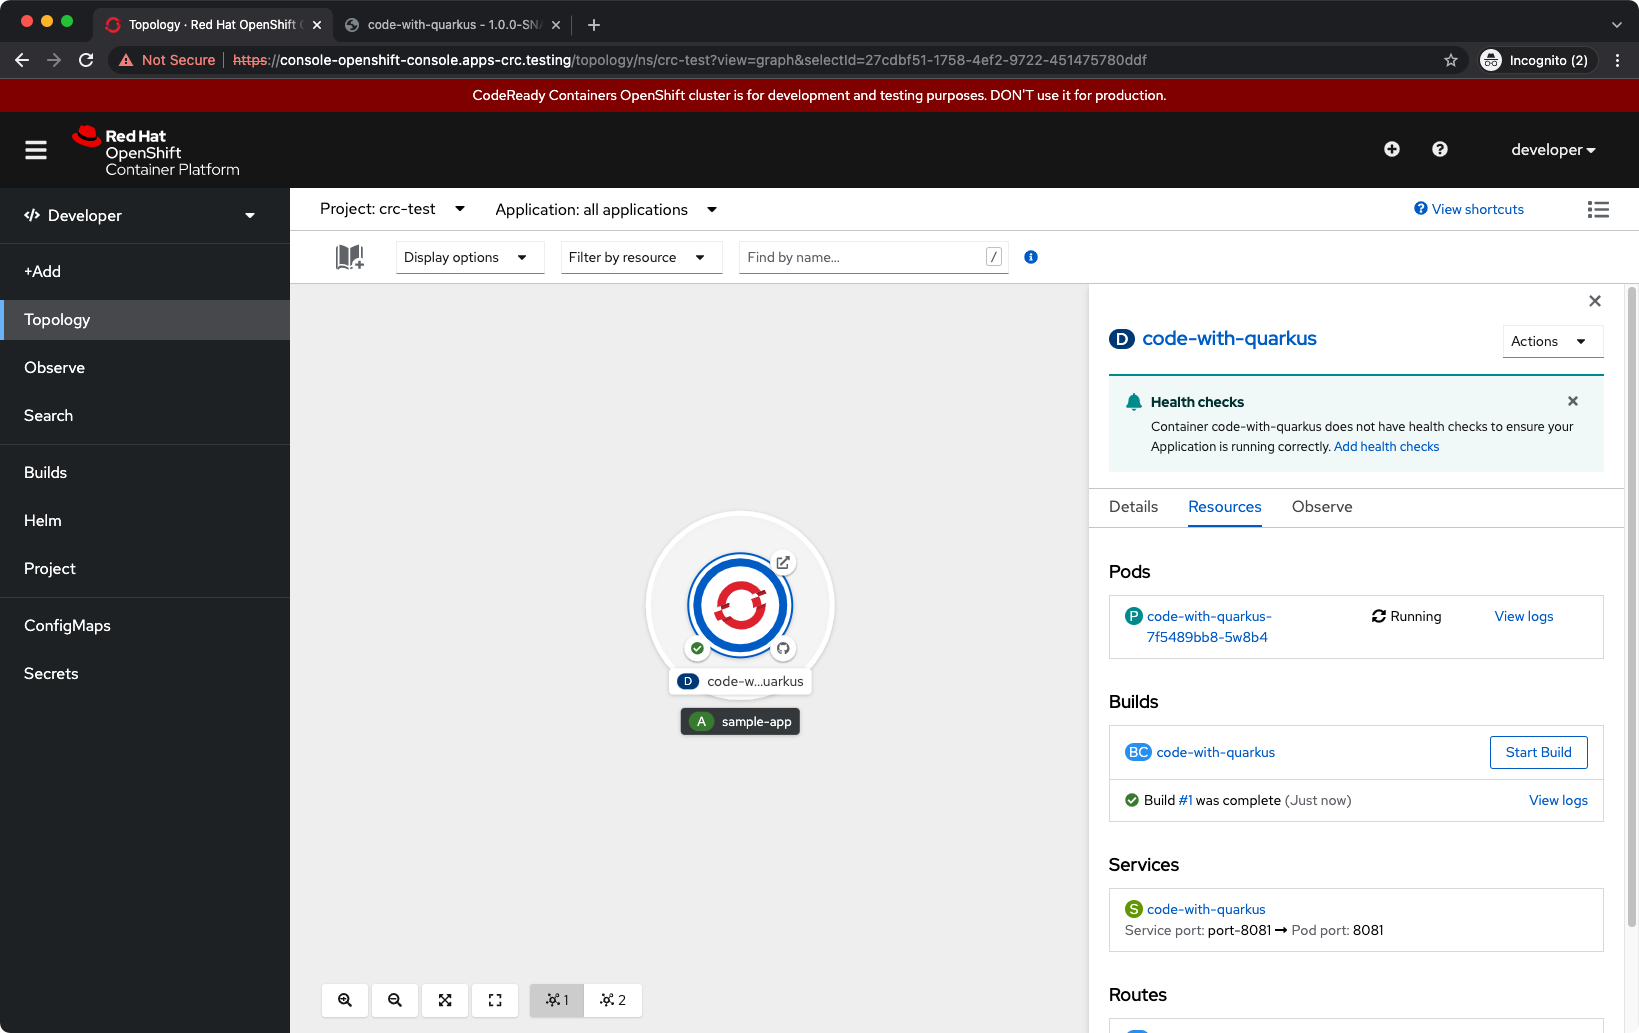 Topology · Red Hat OpenShift
code-with-quarkus - 1.0.0-SN
Not Secure
https://console-openshift-console.apps-crc.testing/topology/ns/crc-test?view=graph&selectId=27cdbf51-1758-4ef2-9722-451475780ddf
Incognito (2)
CodeReady Containers OpenShift cluster is for development and testing purposes. DON'T use it for production.
Red Hat
OpenShift
Container Platform
developer
Developer
+Add
Topology
Observe
Search
Builds
Helm
Project
ConfigMaps
Secrets
Project: crc-test
Application: all applications
View shortcuts
Display options
Filter by resource
Find by name...
/
D code-w...uarkus
A sample-app
1
2
D code-with-quarkus
Actions
Health checks
Container code-with-quarkus does not have health checks to ensure your
Application is running correctly. Add health checks
Details
Resources
Observe
Pods
P code-with-quarkus-
7f5489bb8-5w8b4
Running
View logs
Builds
BC code-with-quarkus
Start Build
Build #1 was complete (Just now)
View logs
Services
S code-with-quarkus
Service port: port-8081 → Pod port: 8081
Routes